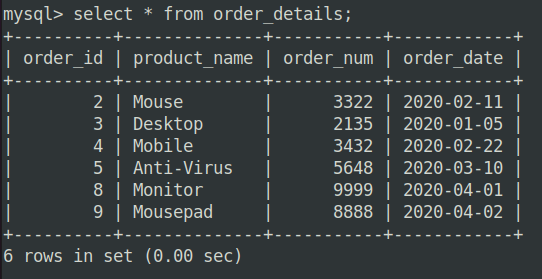 mysql> select * from order_details;
+----------+--------------+-----------+------------+
| order_id | product_name | order_num | order_date |
+----------+--------------+-----------+------------+
|        2 | Mouse        |      3322 | 2020-02-11 |
|        3 | Desktop      |      2135 | 2020-01-05 |
|        4 | Mobile       |      3432 | 2020-02-22 |
|        5 | Anti-Virus   |      5648 | 2020-03-10 |
|        8 | Monitor      |      9999 | 2020-04-01 |
|        9 | Mousepad     |      8888 | 2020-04-02 |
+----------+--------------+-----------+------------+
6 rows in set (0.00 sec)